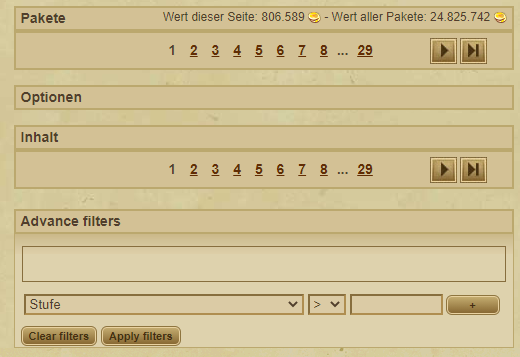 Pakete Wert dieser Seite: 806.589 - Wert aller Pakete: 24.825.742
1 2 3 4 5 6 7 8 ... 29
Optionen
Inhalt
1 2 3 4 5 6 7 8 ... 29
Advance filters
Stufe > +
Clear filters Apply filters